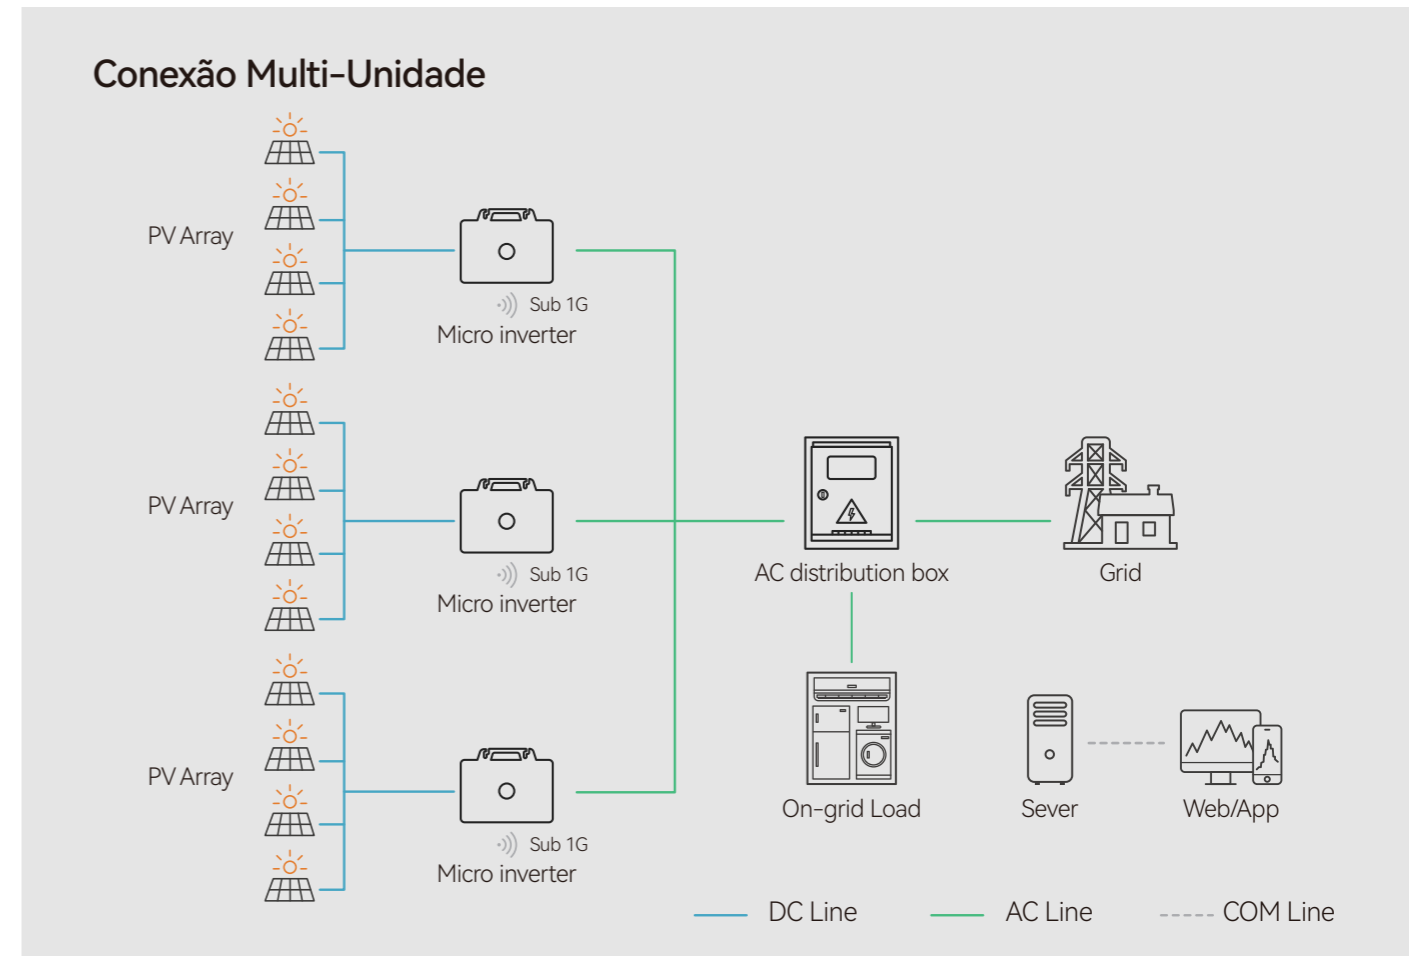 Conexão Multi-Unidade
PV Array
Sub 1G
Micro inverter
PV Array
Sub 1G
Micro inverter
AC distribution box
Grid
PV Array
Sub 1G
Micro inverter
On-grid Load
Sever
Web/App
DC Line
AC Line
COM Line